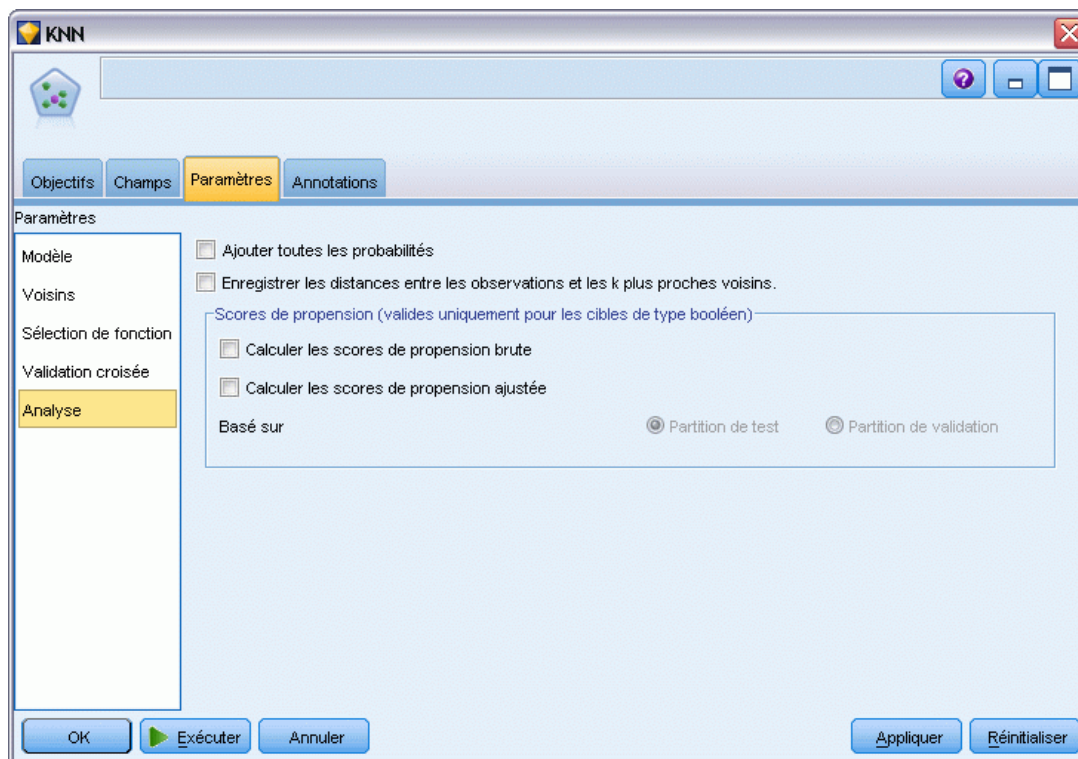 KNN
Objectifs Champs Paramètres Annotations
Paramètres
Modèle
Voisins
Sélection de fonction
Validation croisée
Analyse
Ajouter toutes les probabilités
Enregistrer les distances entre les observations et les k plus proches voisins.
Scores de propension (valides uniquement pour les cibles de type booléen)
Calculer les scores de propension brute
Calculer les scores de propension ajustée
Basé sur Partition de test Partition de validation
OK Exécuter Annuler Appliquer Réinitialiser